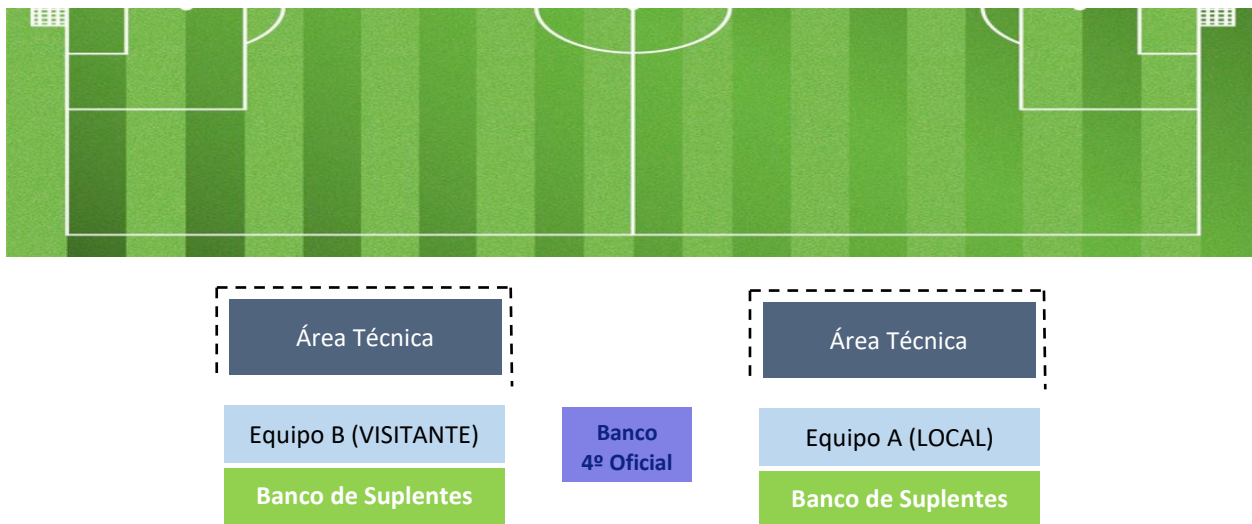 Área Técnica
Área Técnica
Equipo B (VISITANTE)
Banco
4º Oficial
Equipo A (LOCAL)
Banco de Suplentes
Banco de Suplentes